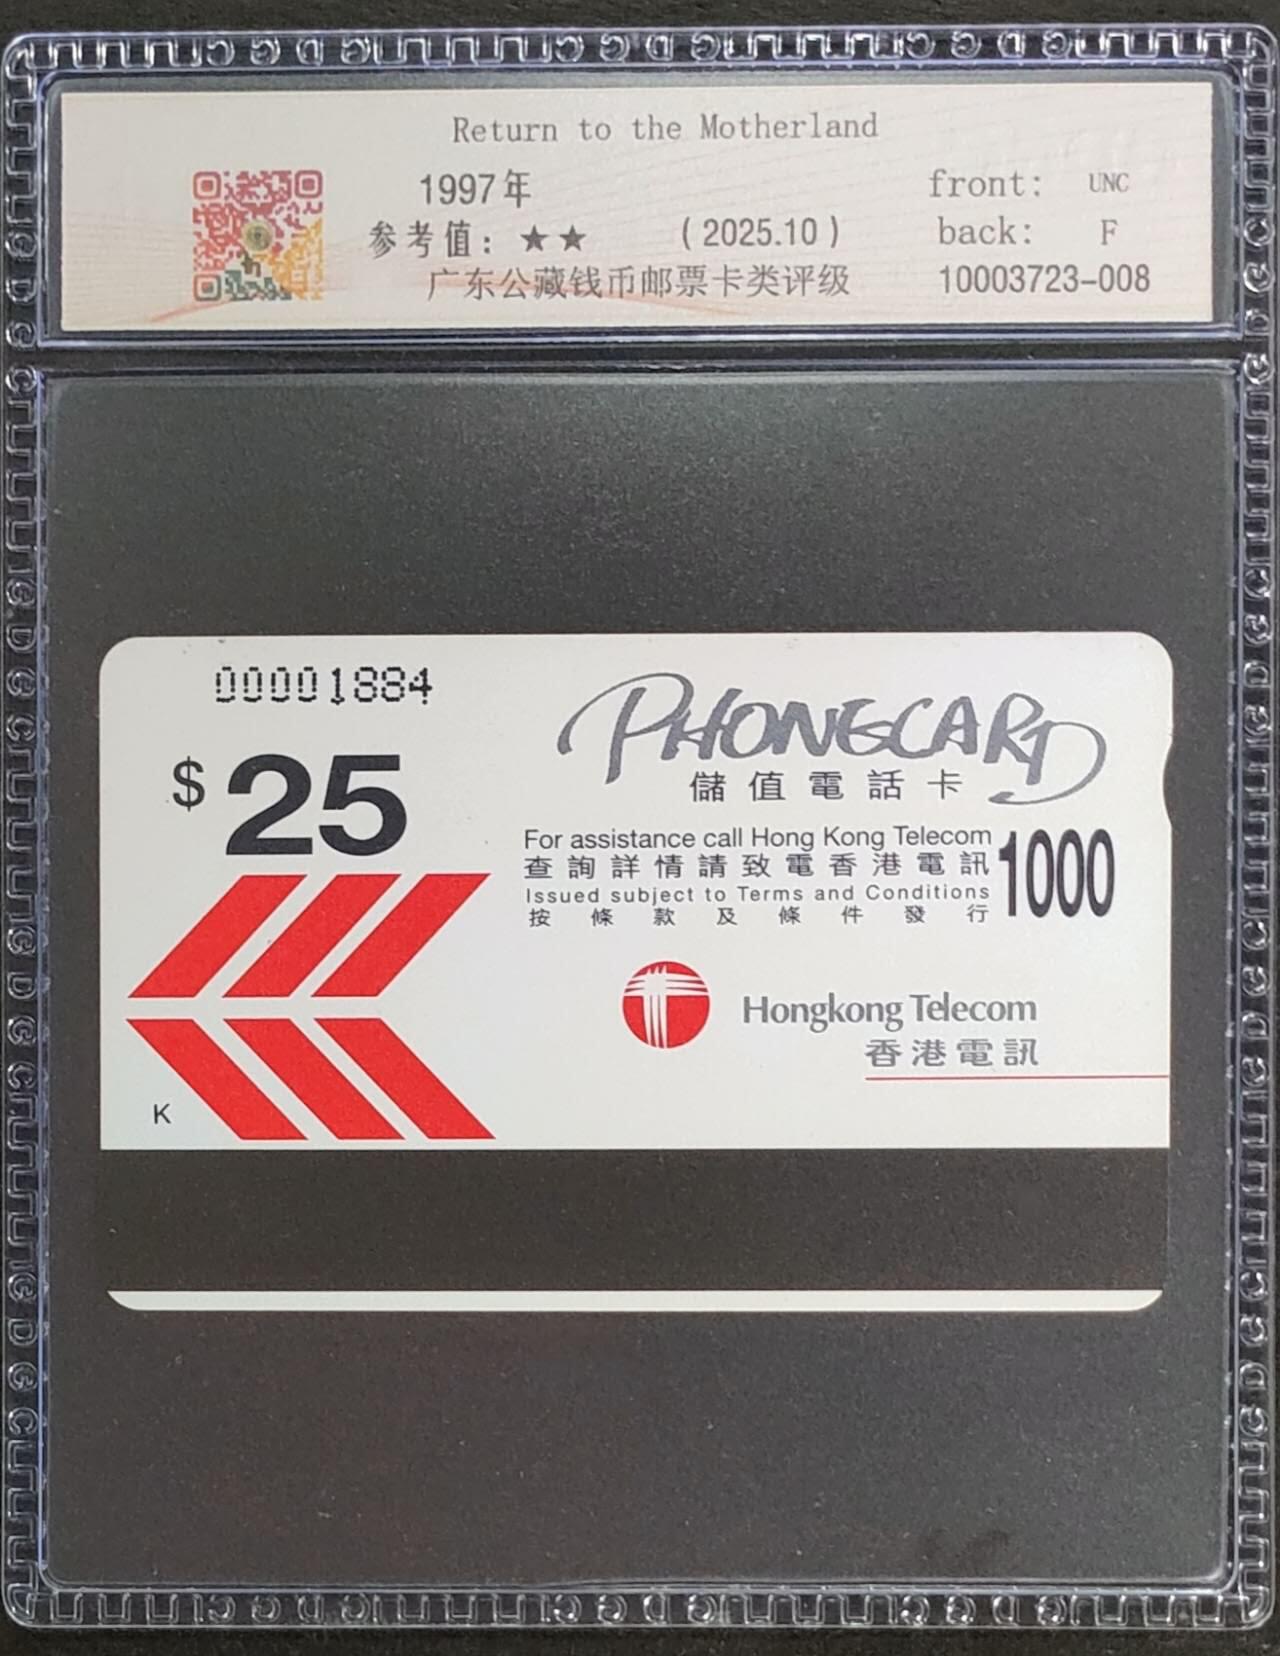 Return to the Motherland
1997年
front: UNC
参考值：★★ （2025.10）
back: F
广东公藏钱币邮票卡类评级
10003723-008
00001884
$25
PHONECARD
儲值電話卡
For assistance call Hong Kong Telecom 1000
查詢詳情請致電香港電訊
Issued subject to Terms and Conditions
按條款及條件發行
Hongkong Telecom
香港電訊
K